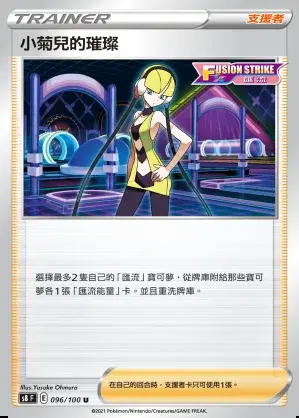 TRAINER
支援者
小菊兒的璀璨
FUSION STRIKE
匯流
選擇最多2隻自己的「匯流」寶可夢，從牌庫附給那些寶可
夢各1張「匯流能量」卡。並且重洗牌庫。
Illus.Yusuke Ohmura
S8 F
E
096/100 U
在自己的回合時，支援者卡只可使用1張。
©2021 Pokémon/Nintendo/Creatures/GAME FREAK.